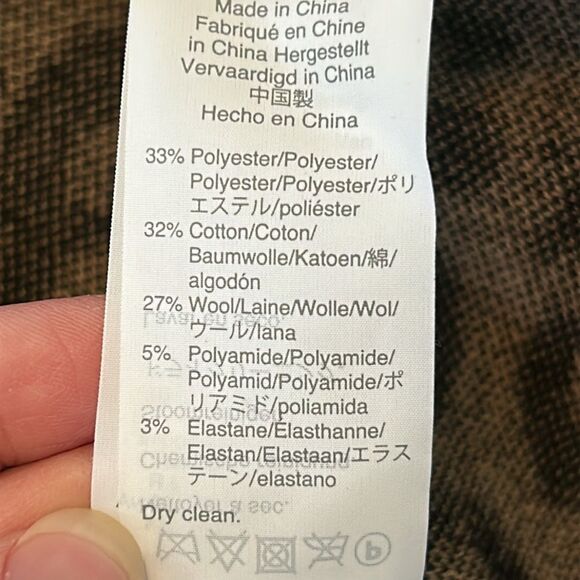 Made in China
Fabriqué en Chine
in China Hergestellt
Vervaardigd in China
中国製
Hecho en China
33% Polyester/Polyester/
Polyester/Polyester/ポリ
エステル/poliéster
32% Cotton/Coton/
Baumwolle/Katoen/綿/
algodón
27% Wool/Laine/Wolle/Wol/
ウール/lana
5% Polyamide/Polyamide/
Polyamid/Polyamide/ポ
リアミド/poliamida
3% Elastane/Élasthanne/
Elastan/Elastaan/エラス
テーン/elastano
Dry clean.